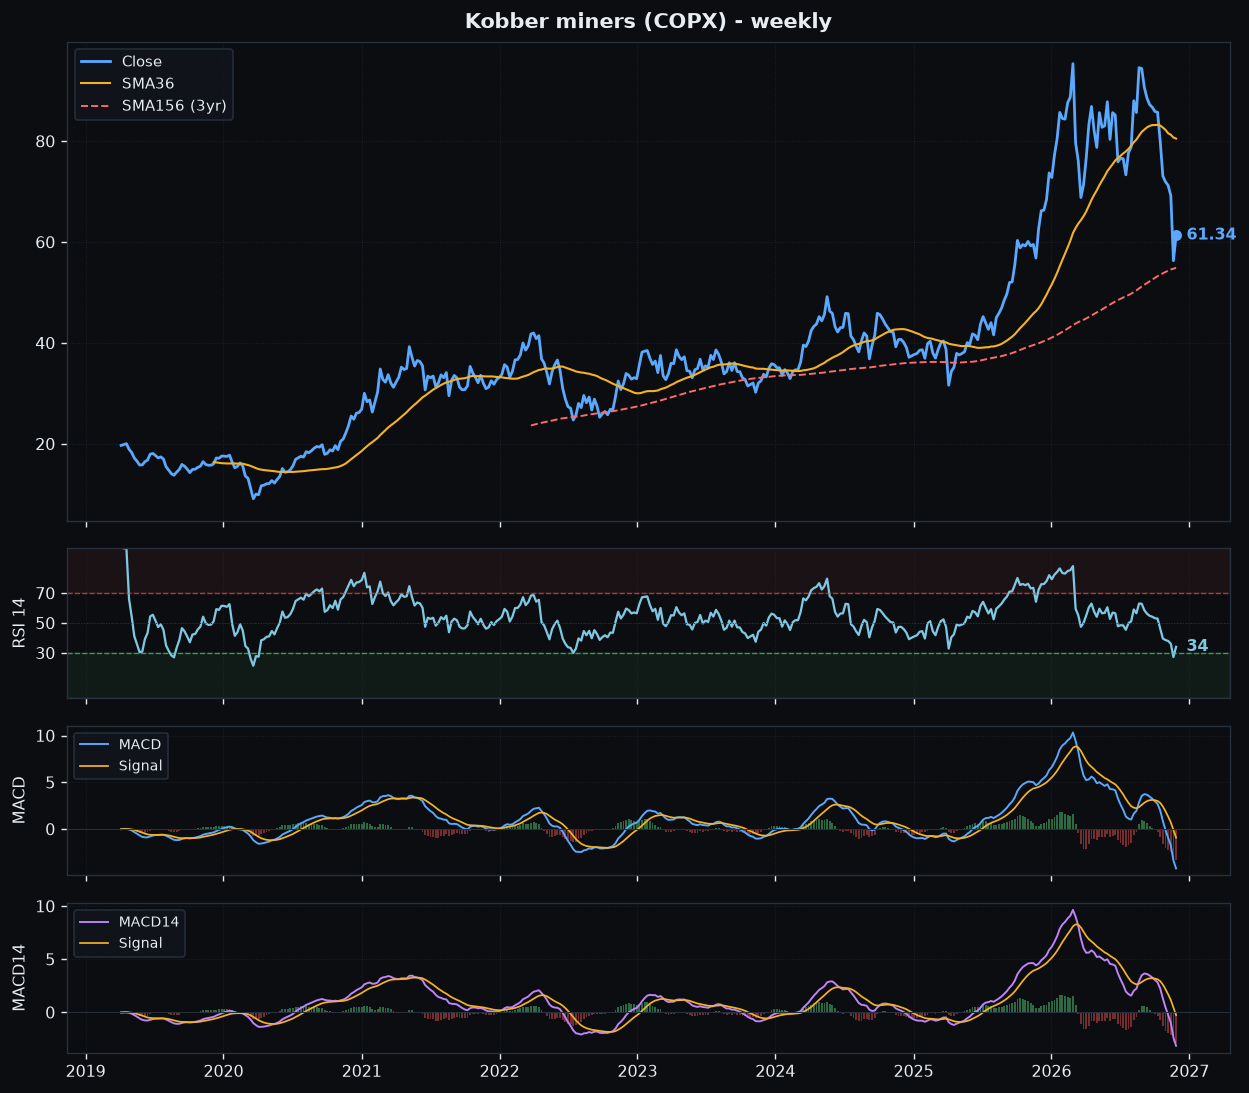 Kobber miners (COPX) - weekly
Close
SMA36
SMA156 (3yr)
80
60
40
20
61.34
RSI 14
70
50
30
34
MACD
10
5
0
MACD
Signal
MACD14
10
5
0
MACD14
Signal
2019 2020 2021 2022 2023 2024 2025 2026 2027